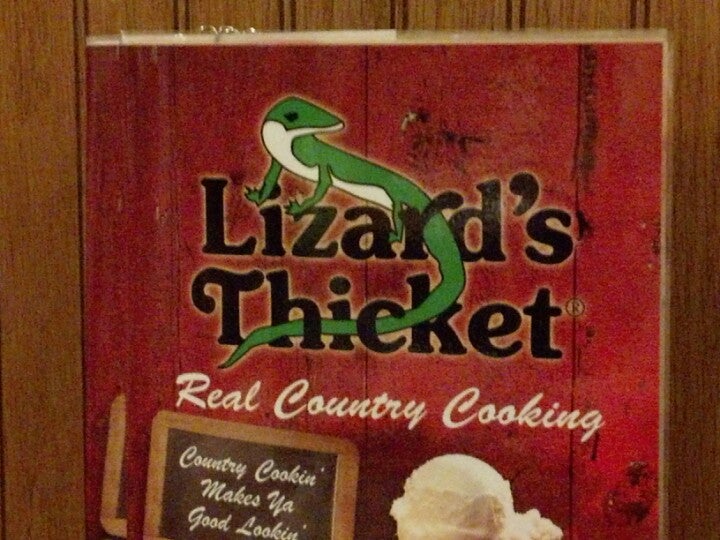 Lizard's
Thicket®
Real Country Cooking
Country Cookin'
Makes Ya
Good Lookin'